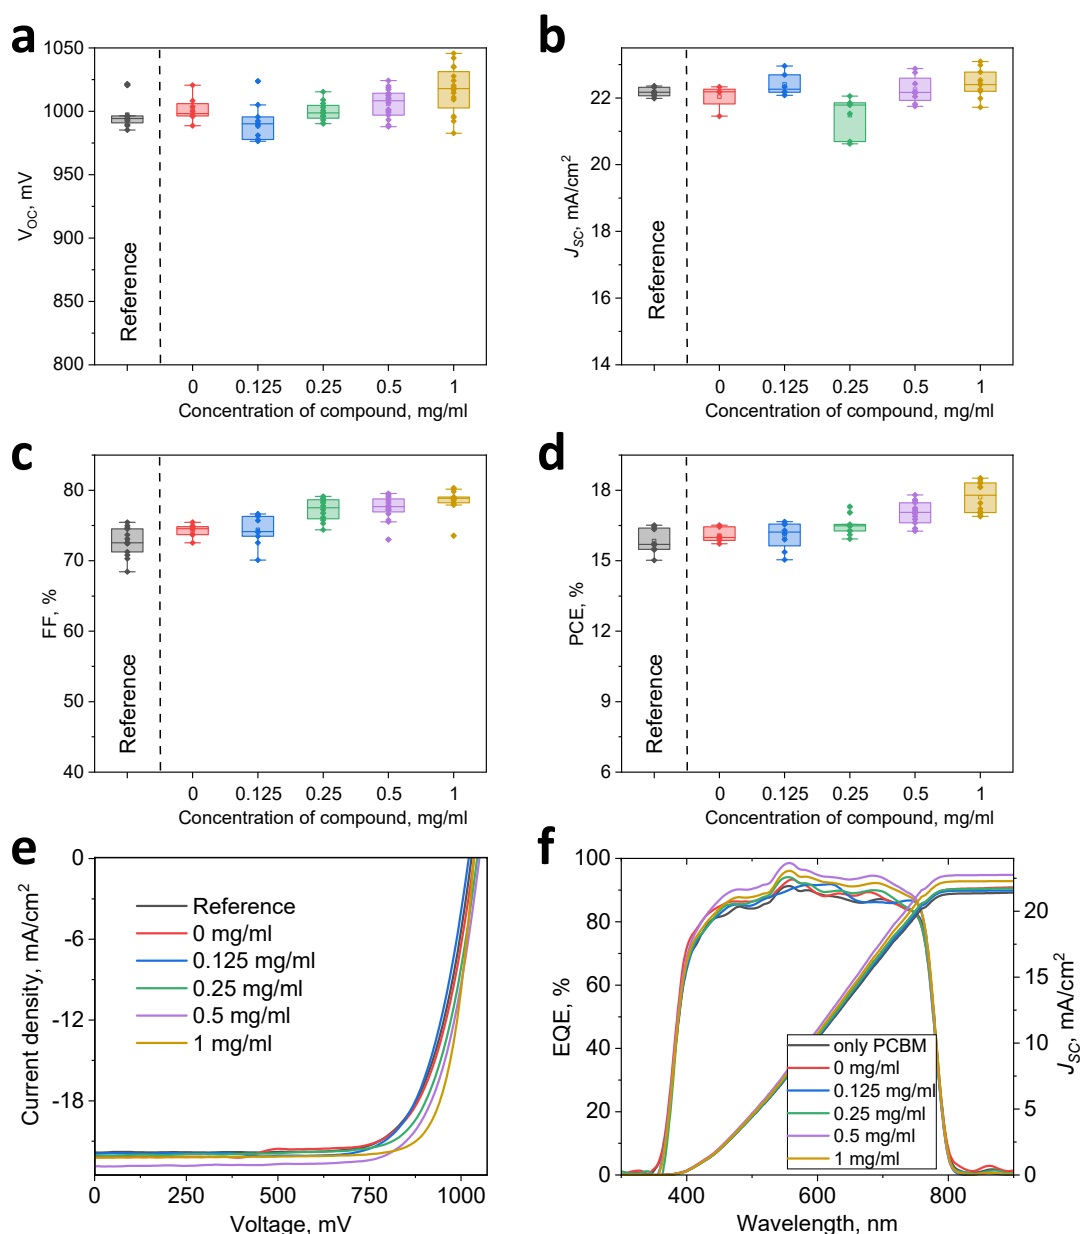 a
1050
1000
950
900
850
800
V_OC, mV
Reference
0 0.125 0.25 0.5 1
Concentration of compound, mg/ml
b
22
20
18
16
14
J_SC, mA/cm²
Reference
0 0.125 0.25 0.5 1
Concentration of compound, mg/ml
c
80
70
60
50
40
FF, %
Reference
0 0.125 0.25 0.5 1
Concentration of compound, mg/ml
d
18
15
12
9
6
PCE, %
Reference
0 0.125 0.25 0.5 1
Concentration of compound, mg/ml
e
0
-6
-12
-18
Current density, mA/cm²
Reference
0 mg/ml
0.125 mg/ml
0.25 mg/ml
0.5 mg/ml
1 mg/ml
0 250 500 750 1000
Voltage, mV
f
100
80
60
40
20
0
EQE, %
only PCBM
0 mg/ml
0.125 mg/ml
0.25 mg/ml
0.5 mg/ml
1 mg/ml
20
15
10
5
0
J_SC, mA/cm²
400 600 800
Wavelength, nm